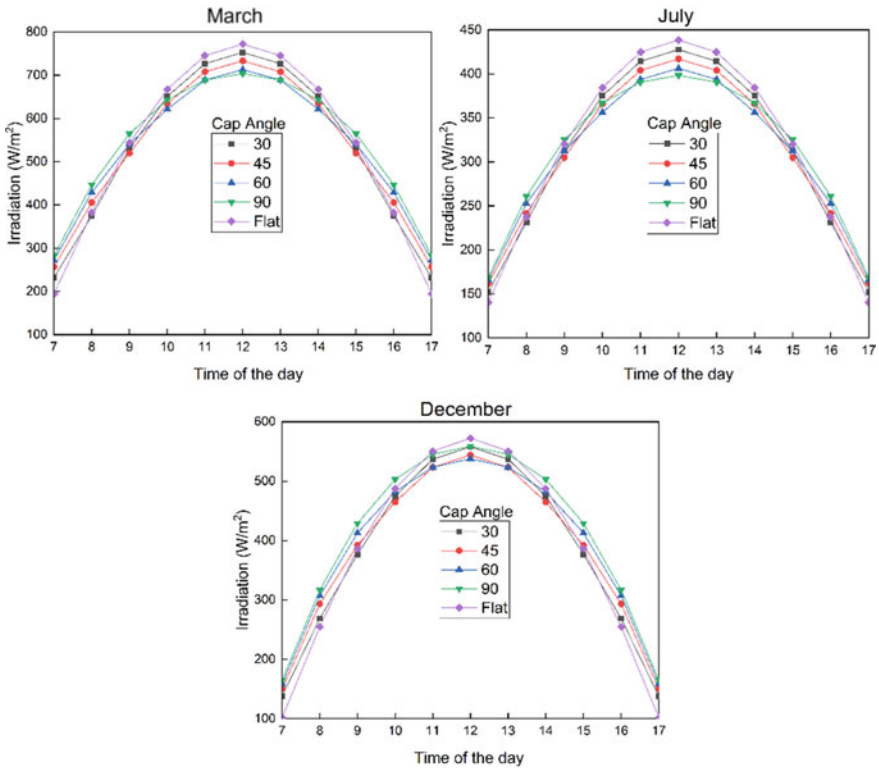 March
800
700
600
500
400
300
200
100
Irradiation (W/m²)
Cap Angle
30
45
60
90
Flat
7 8 9 10 11 12 13 14 15 16 17
Time of the day
July
450
400
350
300
250
200
150
100
Irradiation (W/m²)
Cap Angle
30
45
60
90
Flat
7 8 9 10 11 12 13 14 15 16 17
Time of the day
December
600
500
400
300
200
100
Irradiation (W/m²)
Cap Angle
30
45
60
90
Flat
7 8 9 10 11 12 13 14 15 16 17
Time of the day